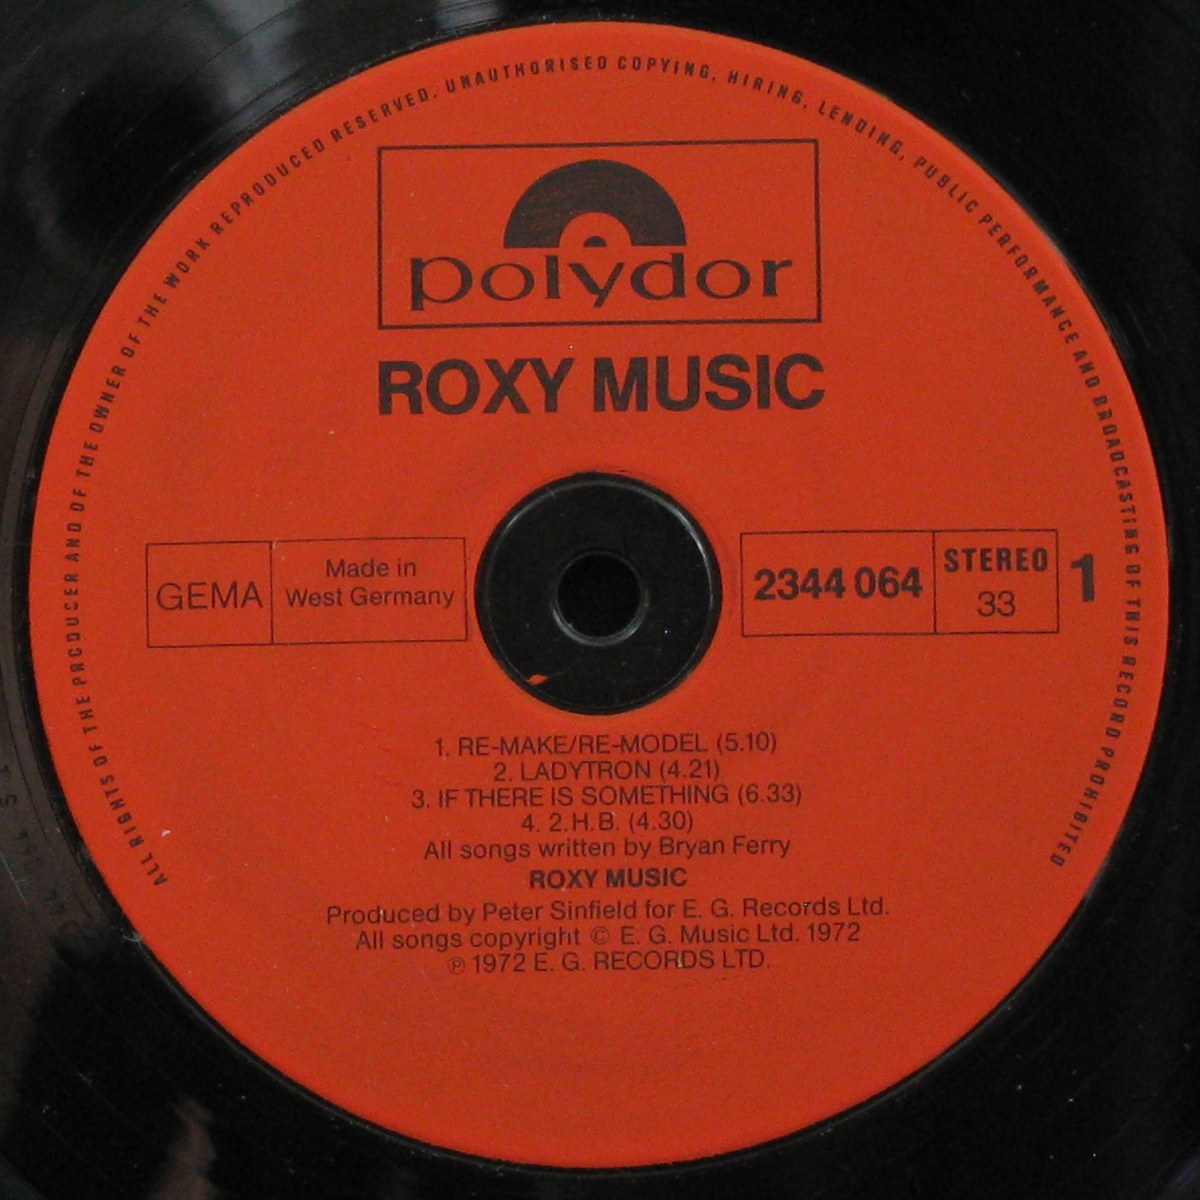 ALL RIGHTS OF THE PRODUCER AND OF THE OWNER OF THE WORK REPRODUCED RESERVED. UNAUTHORISED COPYING, HIRING, LENDING, PUBLIC PERFORMANCE AND BROADCASTING OF THIS RECORD PROHIBITED
polydor
ROXY MUSIC
GEMA
Made in
West Germany
2344 064
STEREO
33
1
1. RE-MAKE/RE-MODEL (5.10)
2. LADYTRON (4.21)
3. IF THERE IS SOMETHING (6.33)
4. 2.H.B. (4.30)
All songs written by Bryan Ferry
ROXY MUSIC
Produced by Peter Sinfield for E. G. Records Ltd.
All songs copyright © E. G. Music Ltd. 1972
℗ 1972 E. G. RECORDS LTD.